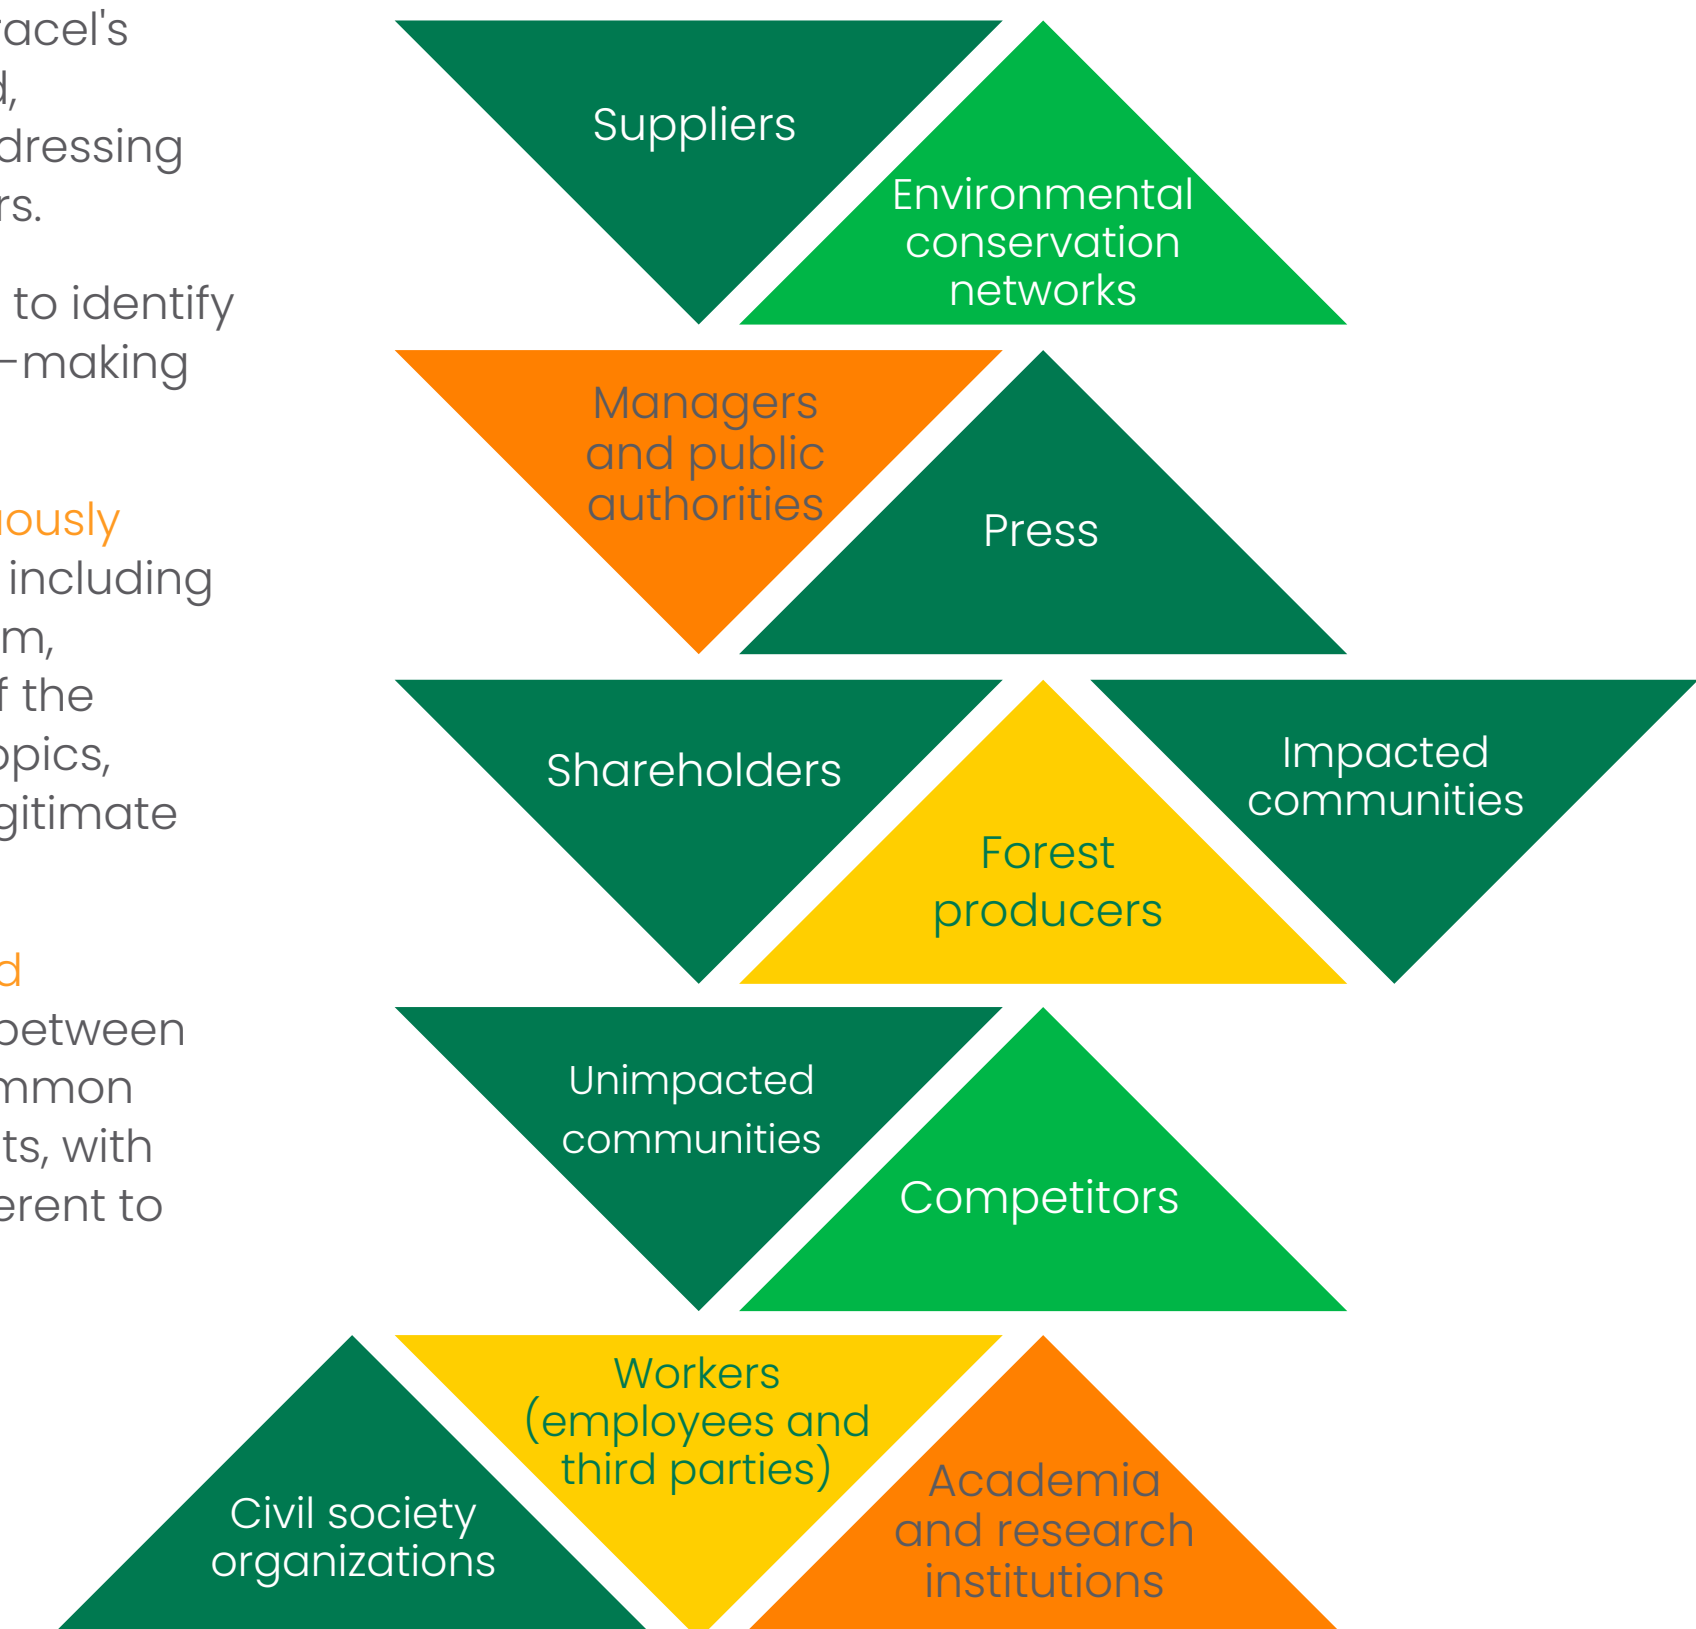 racel's
d,
dressing
rs.
to identify
-making
uously
including
m,
f the
opics,
gitimate
d
between
mmon
ts, with
erent to
Suppliers
Environmental
conservation
networks
Managers
and public
authorities
Press
Shareholders
Forest
producers
Impacted
communities
Unimpacted
communities
Competitors
Civil society
organizations
Workers
(employees and
third parties)
Academia
and research
institutions